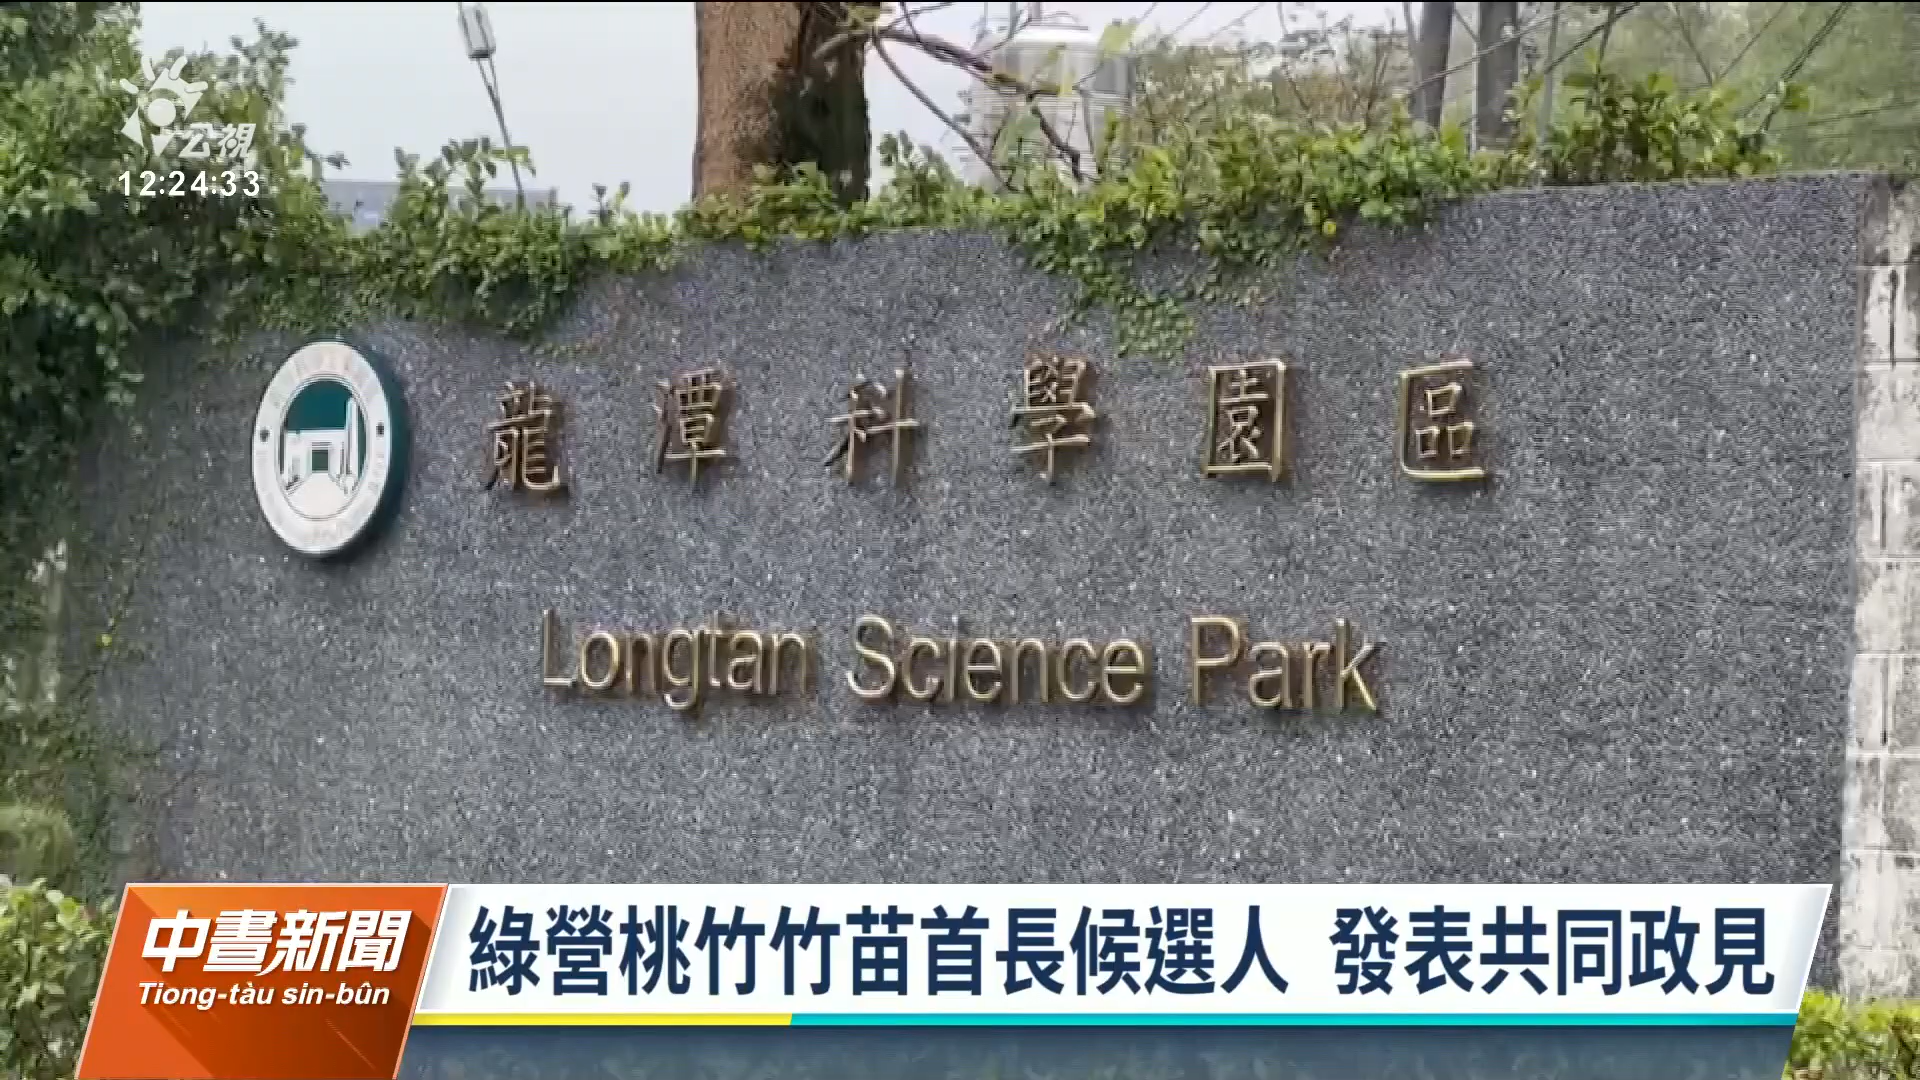 公視
12:24:33
龍潭科學園區
Longtan Science Park
中晝新聞
Tiong-tàu sin-bûn
綠營桃竹竹苗首長候選人 發表共同政見